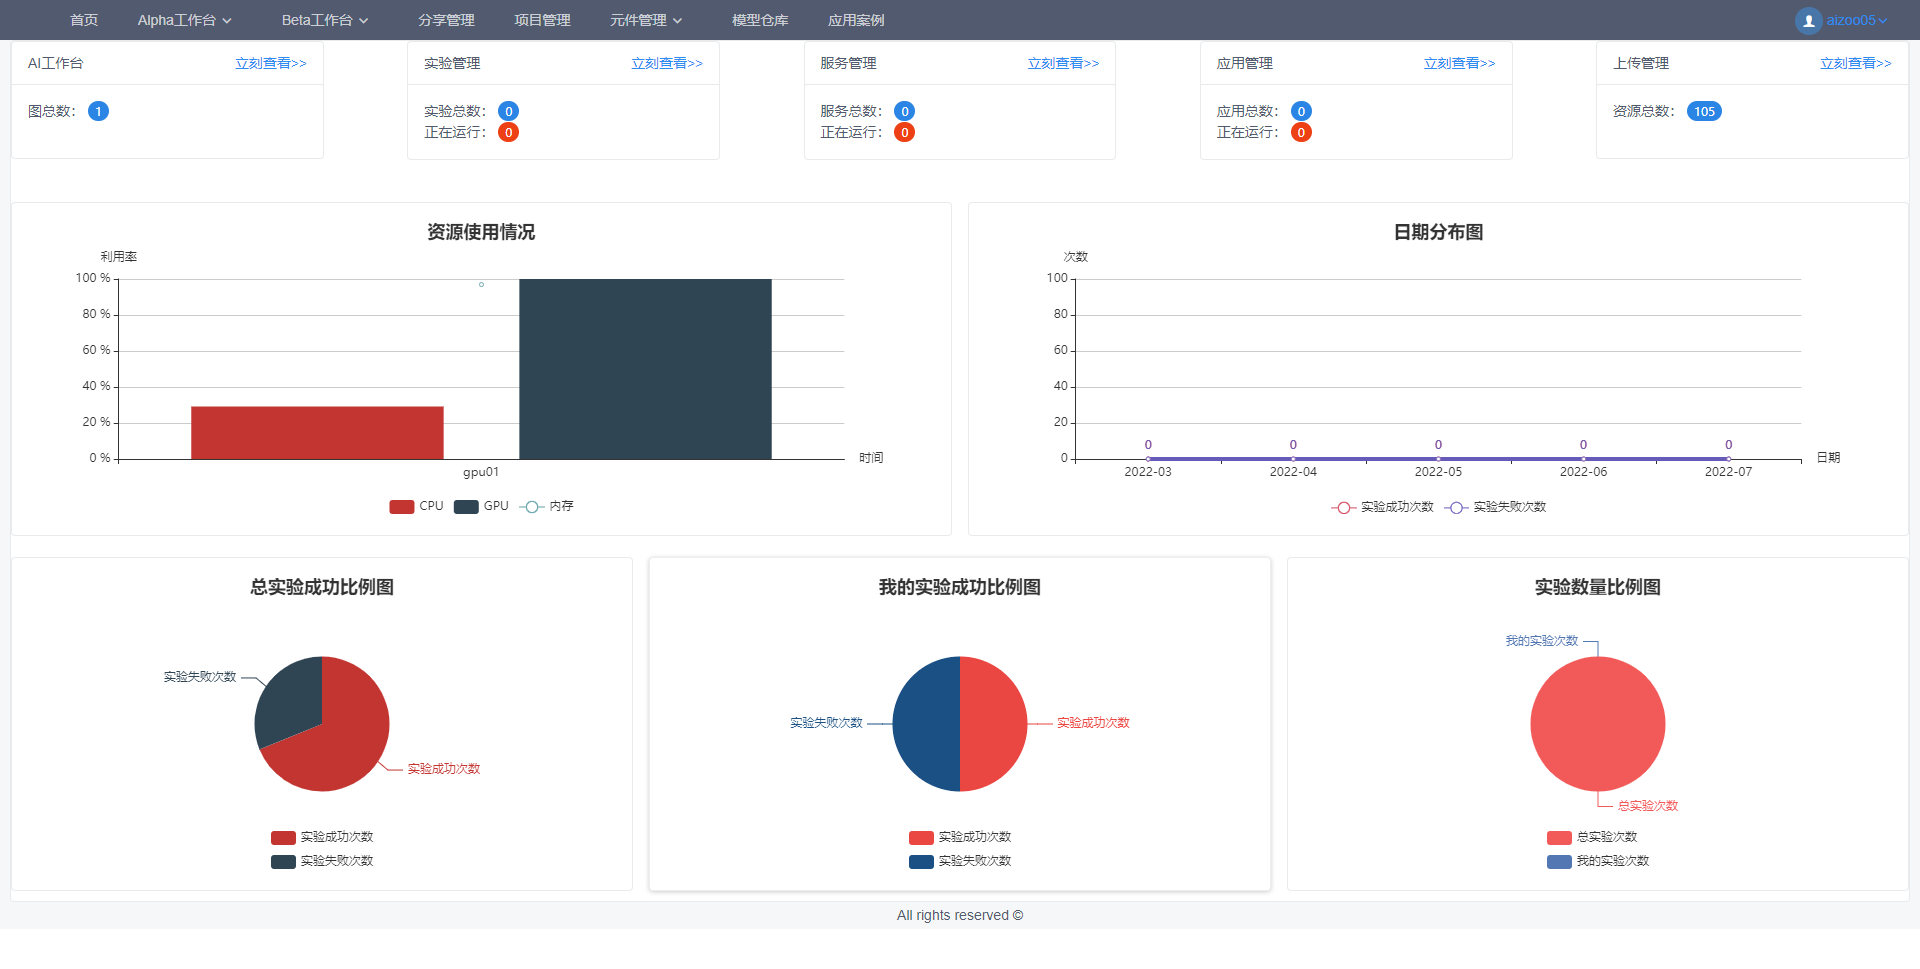 首页 Alpha工作台 Beta工作台 分享管理 项目管理 元件管理 模型仓库 应用案例 aizoo05
AI工作台 立刻查看>>
图总数： 1
实验管理 立刻查看>>
实验总数： 0
正在运行： 0
服务管理 立刻查看>>
服务总数： 0
正在运行： 0
应用管理 立刻查看>>
应用总数： 0
正在运行： 0
上传管理 立刻查看>>
资源总数： 105
资源使用情况
利用率
100 %
80 %
60 %
40 %
20 %
0 %
时间
gpu01
CPU GPU 内存
日期分布图
次数
100
80
60
40
20
0
0 0 0 0 0
日期
2022-03 2022-04 2022-05 2022-06 2022-07
实验成功次数 实验失败次数
总实验成功比例图
实验失败次数
实验成功次数
实验成功次数
实验失败次数
我的实验成功比例图
实验失败次数 实验成功次数
实验成功次数
实验失败次数
实验数量比例图
我的实验次数
总实验次数
总实验次数
我的实验次数
All rights reserved ©